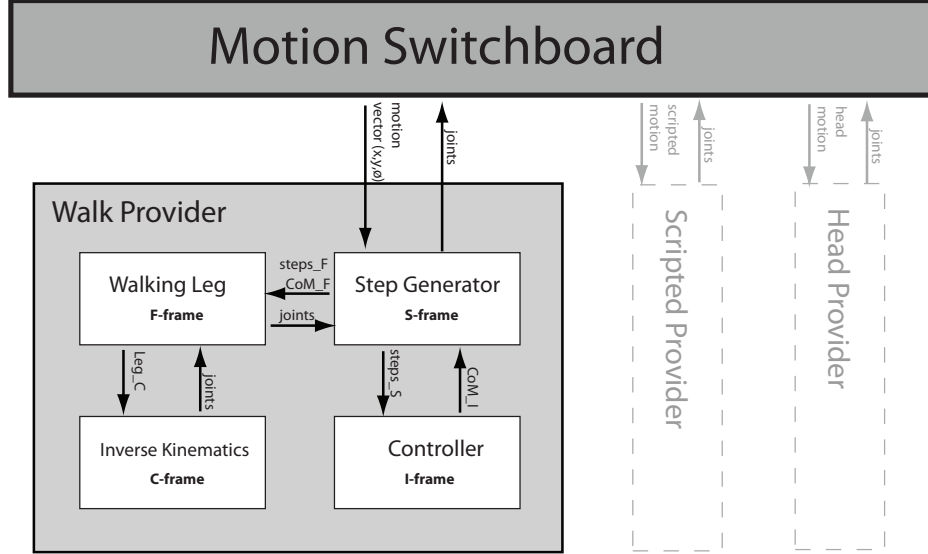 Motion Switchboard
motion
vector (x,y,ø)
joints
scripted
motion
joints
head
motion
joints
Walk Provider
steps_F
CoM_F
joints
Walking Leg
F-frame
Step Generator
S-frame
Leg_C
joints
steps_S
CoM_I
Inverse Kinematics
C-frame
Controller
I-frame
Scripted Provider
Head Provider